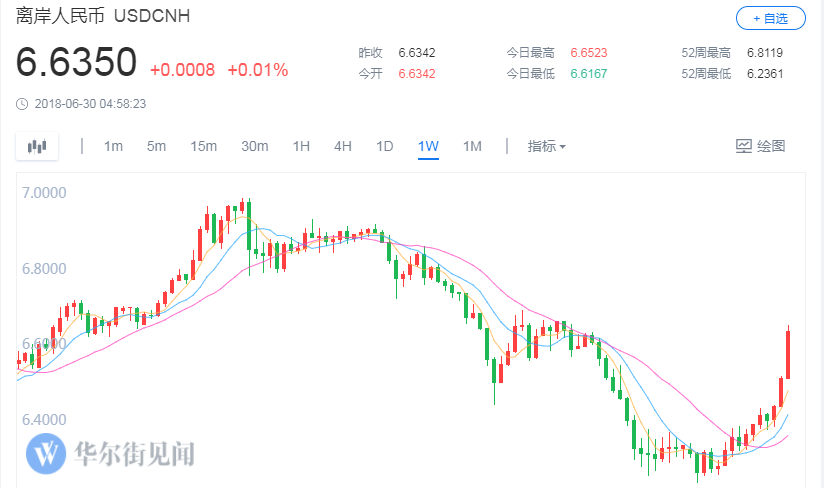 离岸人民币 USDCNH
+ 自选
6.6350 +0.0008 +0.01%
昨收 6.6342 今日最高 6.6523 52周最高 6.8119
今开 6.6342 今日最低 6.6167 52周最低 6.2361
2018-06-30 04:58:23
1m 5m 15m 30m 1H 4H 1D 1W 1M 指标 绘图
7.0000
6.8000
6.6000
6.4000
W 华尔街见闻